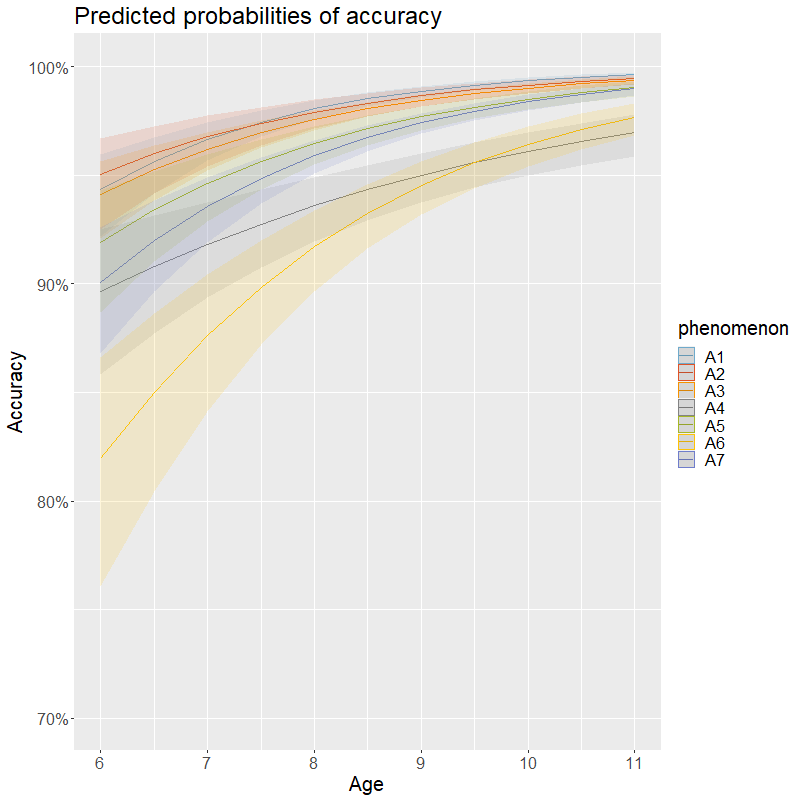 Predicted probabilities of accuracy
100%
90%
80%
70%
Accuracy
6 7 8 9 10 11
Age
phenomenon
A1
A2
A3
A4
A5
A6
A7